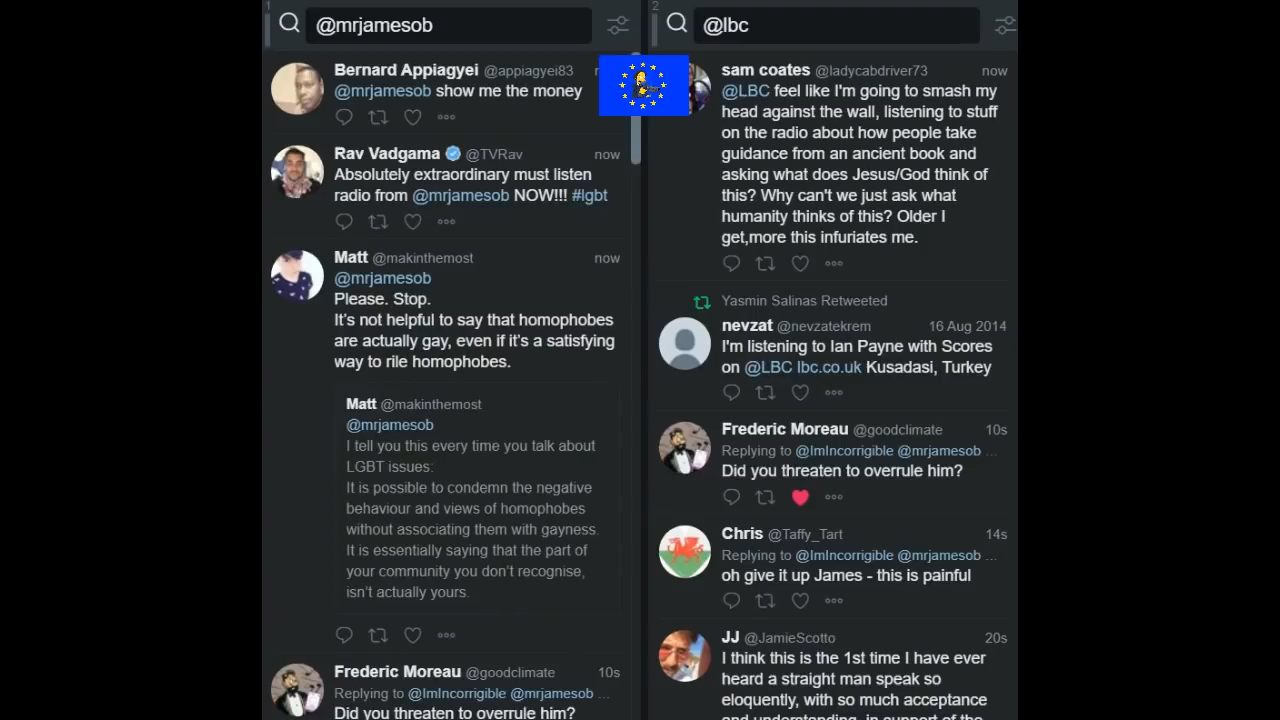 1
@mrjamesob
Bernard Appiagyei @appiagyei83
@mrjamesob show me the money
Rav Vadgama @TVRav now
Absolutely extraordinary must listen
radio from @mrjamesob NOW!!! #lgbt
Matt @makinthemost now
@mrjamesob
Please. Stop.
It's not helpful to say that homophobes
are actually gay, even if it's a satisfying
way to rile homophobes.
Matt @makinthemost
@mrjamesob
I tell you this every time you talk about
LGBT issues:
It is possible to condemn the negative
behaviour and views of homophobes
without associating them with gayness.
It is essentially saying that the part of
your community you don't recognise,
isn't actually yours.
Frederic Moreau @goodclimate 10s
Replying to @ImIncorrigible @mrjamesob ...
Did you threaten to overrule him?
2
@lbc
sam coates @ladycabdriver73 now
@LBC feel like I'm going to smash my
head against the wall, listening to stuff
on the radio about how people take
guidance from an ancient book and
asking what does Jesus/God think of
this? Why can't we just ask what
humanity thinks of this? Older I
get,more this infuriates me.
Yasmin Salinas Retweeted
nevzat @nevzatekrem 16 Aug 2014
I'm listening to Ian Payne with Scores
on @LBC lbc.co.uk Kusadasi, Turkey
Frederic Moreau @goodclimate 10s
Replying to @ImIncorrigible @mrjamesob ...
Did you threaten to overrule him?
Chris @Taffy_Tart 14s
Replying to @ImIncorrigible @mrjamesob ...
oh give it up James - this is painful
JJ @JamieScotto 20s
I think this is the 1st time I have ever
heard a straight man speak so
eloquently, with so much acceptance
and understanding, in support of the